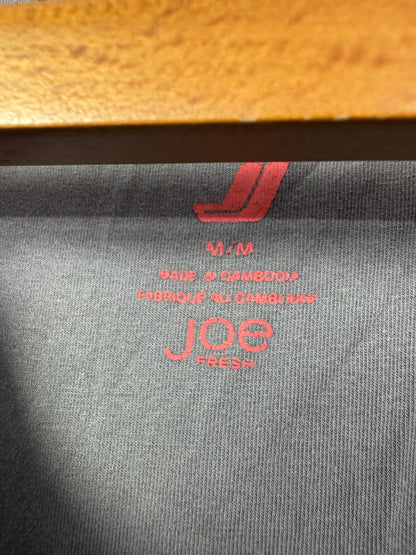 M/M
MADE IN CAMBODIA
FABRIQUÉ AU CAMBODGE
Joe
FRESH